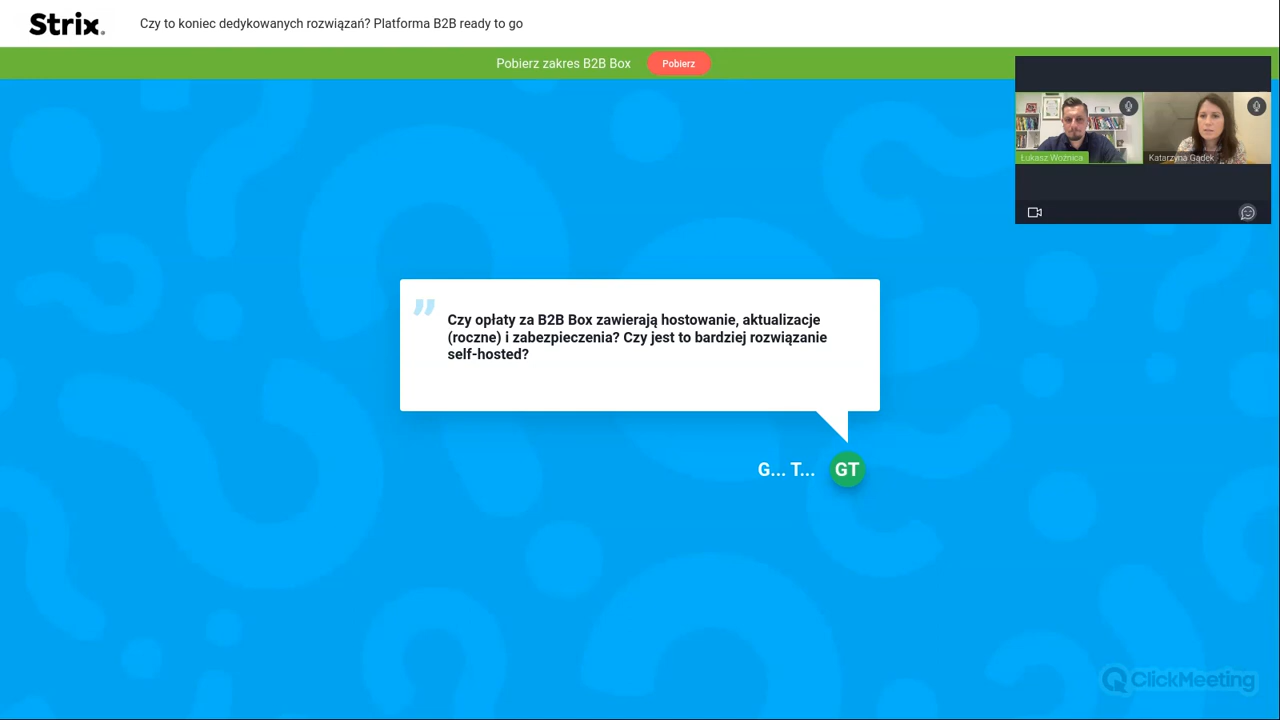 Strix
Czy to koniec dedykowanych rozwiązań? Platforma B2B ready to go
Pobierz zakres B2B Box
Pobierz
Łukasz Woźnica
Katarzyna Gądek
Czy opłaty za B2B Box zawierają hostowanie, aktualizacje
(roczne) i zabezpieczenia? Czy jest to bardziej rozwiązanie
self-hosted?
G... T...
GT
ClickMeeting